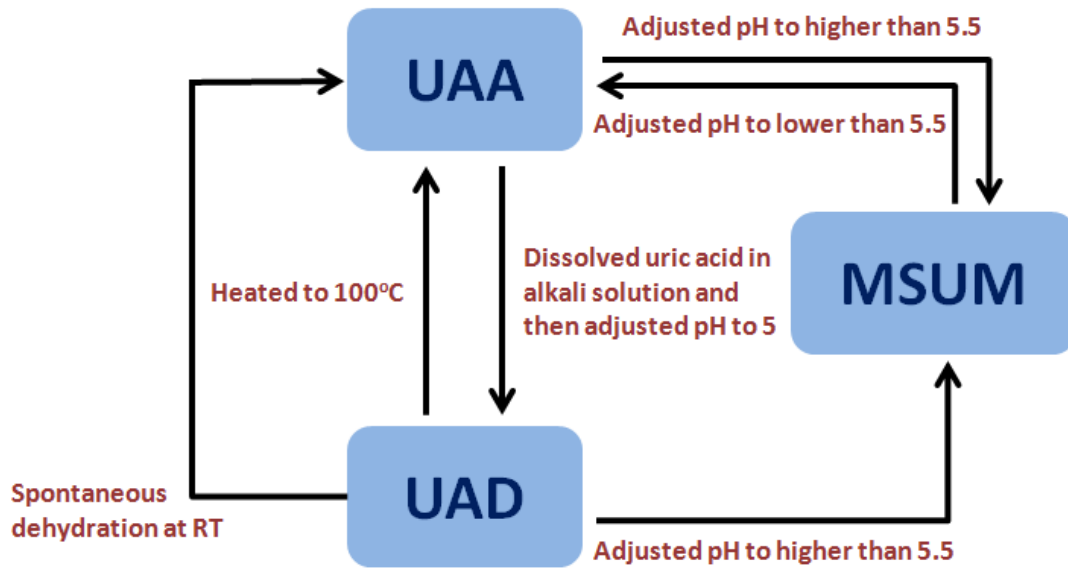 Adjusted pH to higher than 5.5
UAA
Adjusted pH to lower than 5.5
MSUM
Dissolved uric acid in
alkali solution and
then adjusted pH to 5
Heated to 100°C
UAD
Spontaneous
dehydration at RT
Adjusted pH to higher than 5.5